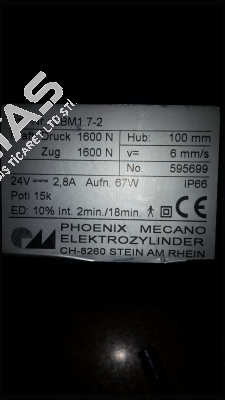 BM1.7-2
Druck 1600 N Hub: 100 mm
Zug 1600 N v= 6 mm/s
No. 595699
24V 2,8A Aufn. 67W IP66
Poti 15k
ED: 10% Int. 2min./18min. CE
PHOENIX MECANO
ELEKTROZYLINDER
CH-8260 STEIN AM RHEIN